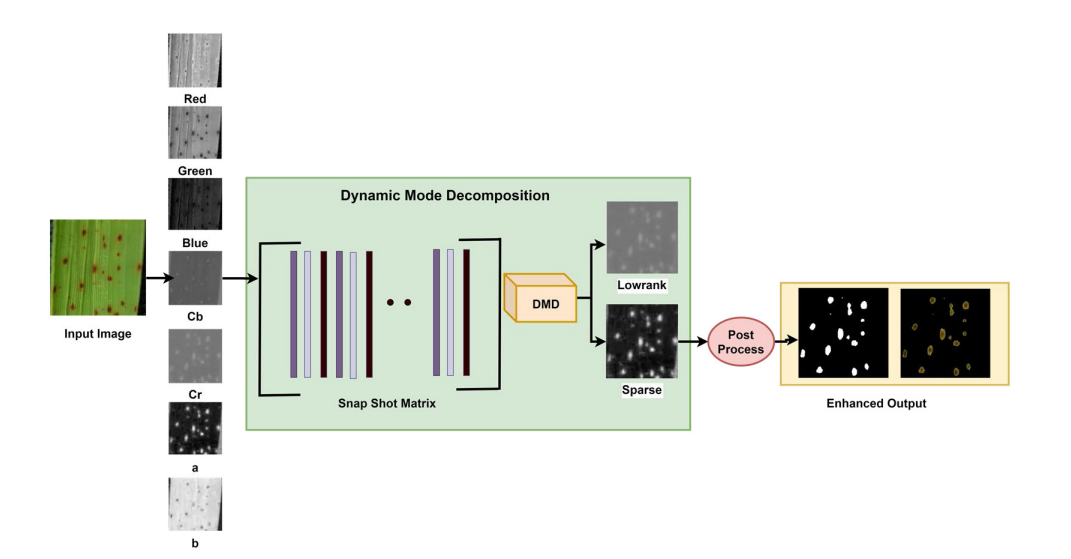 Red
Green
Blue
Cb
Cr
a
b
Input Image
Dynamic Mode Decomposition
Snap Shot Matrix
DMD
Lowrank
Sparse
Post
Process
Enhanced Output